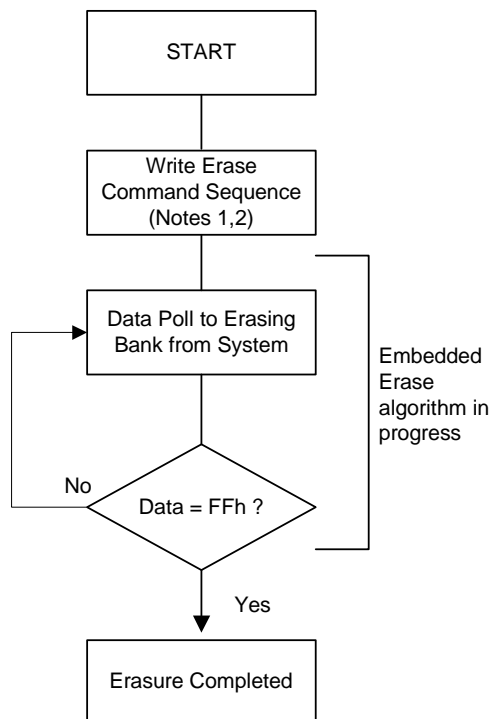 START
Write Erase
Command Sequence
(Notes 1,2)
Data Poll to Erasing
Bank from System
Embedded
Erase
algorithm in
progress
No
Data = FFh ?
Yes
Erasure Completed